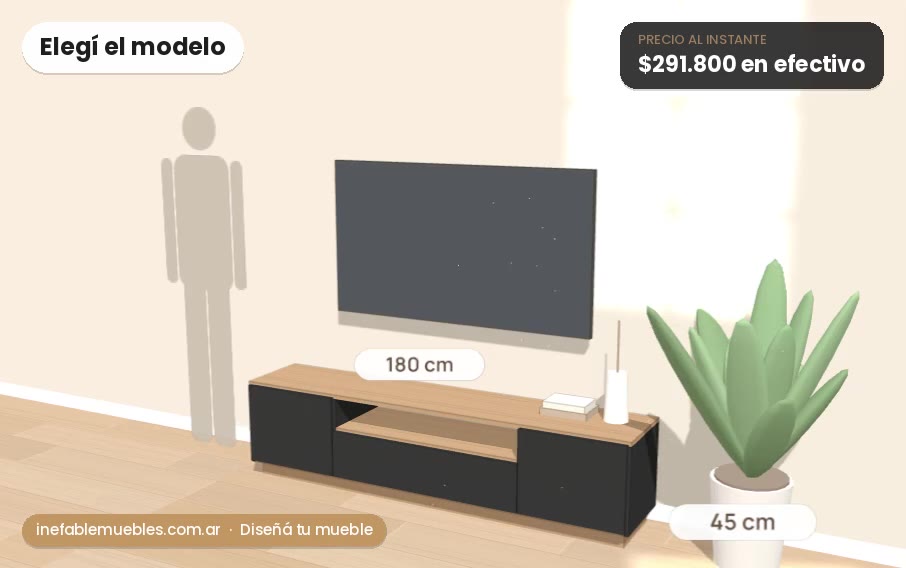 Elegí el modelo
PRECIO AL INSTANTE
$291.800 en efectivo
180 cm
45 cm
inefablemuebles.com.ar · Diseñá tu mueble